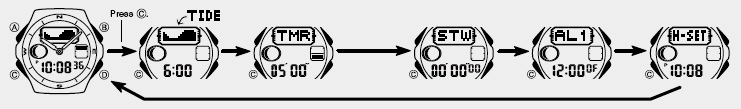 Press Ⓒ.
TIDE
Ⓐ N Ⓑ
W E
Ⓒ P 10:08 36 Ⓓ
S
Ⓒ 6:00
TMR
Ⓒ 05'00"
STW
Ⓒ 00'00"00
AL1
Ⓒ 12:00 OF
H-SET
Ⓒ P 10:08